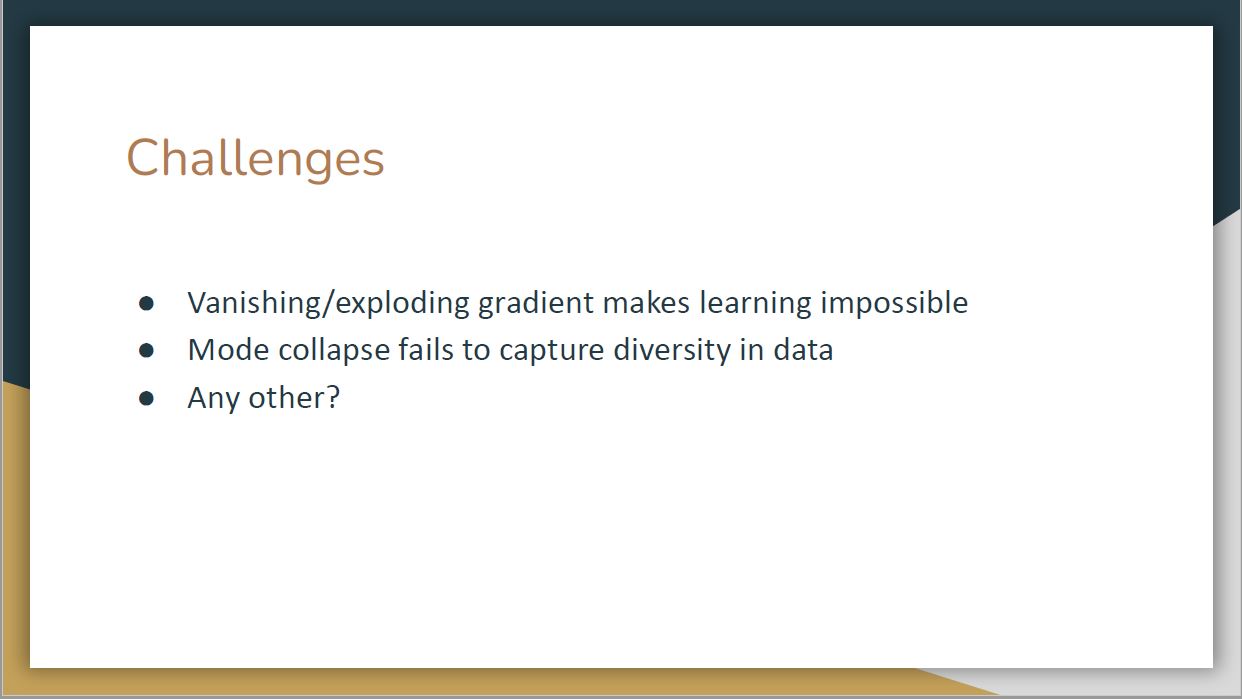 Challenges
● Vanishing/exploding gradient makes learning impossible
● Mode collapse fails to capture diversity in data
● Any other?